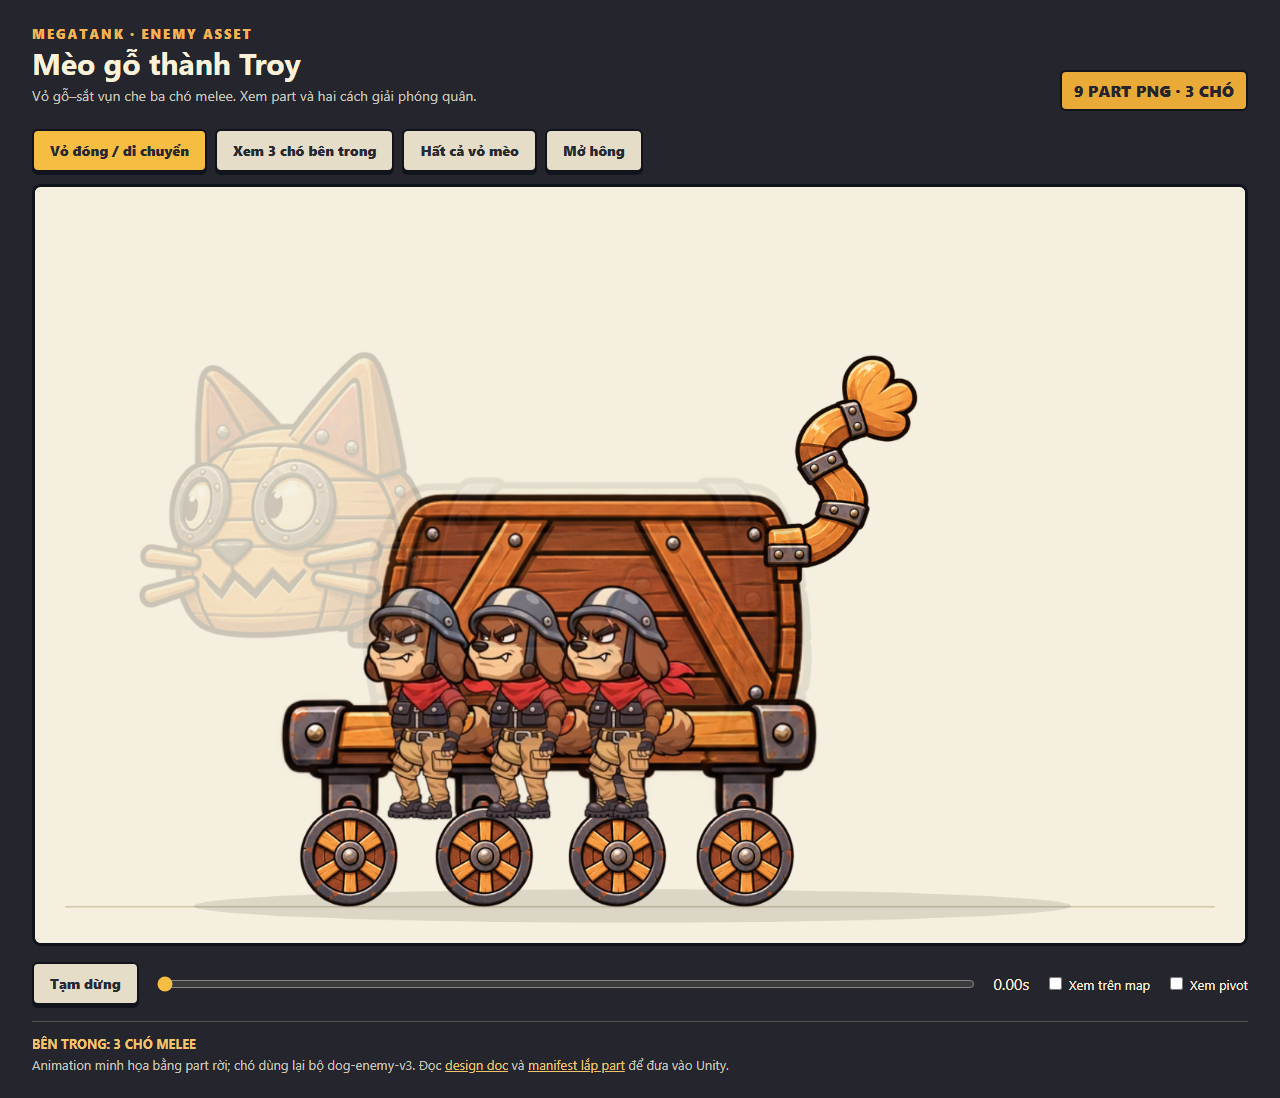 MEGATANK · ENEMY ASSET
Mèo gỗ thành Troy
Vỏ gỗ–sắt vụn che ba chó melee. Xem part và hai cách giải phóng quân.
9 PART PNG · 3 CHÓ
Vỏ đóng / di chuyển
Xem 3 chó bên trong
Hất cả vỏ mèo
Mở hông
Tạm dừng
0.00s
Xem trên map
Xem pivot
BÊN TRONG: 3 CHÓ MELEE
Animation minh họa bằng part rời; chó dùng lại bộ dog-enemy-v3. Đọc design doc và manifest lắp part để đưa vào Unity.